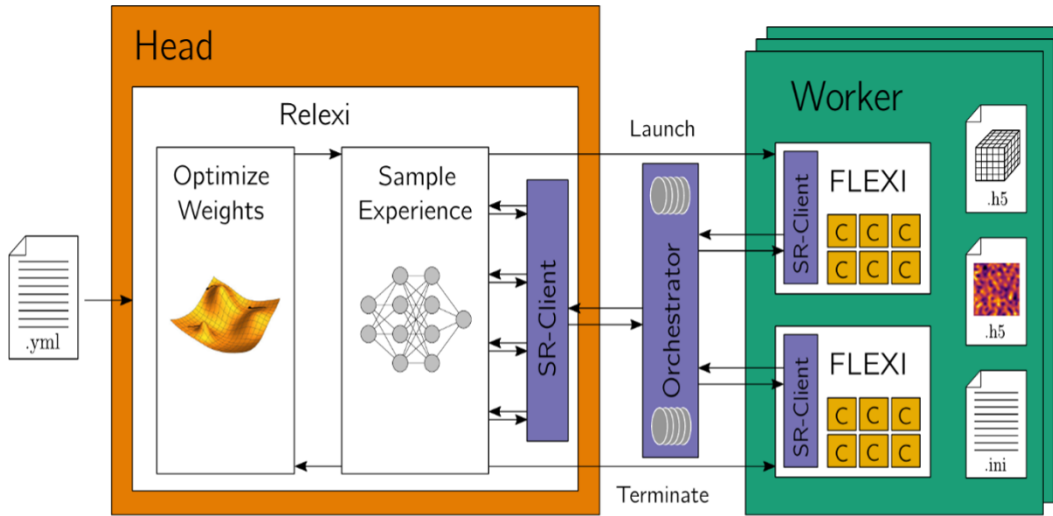 Head
Relexi
Optimize
Weights
Sample
Experience
.yml
SR-Client
Launch
Orchestrator
Terminate
Worker
SR-Client
FLEXI
C C C
C C C
SR-Client
FLEXI
C C C
C C C
.h5
.h5
.ini